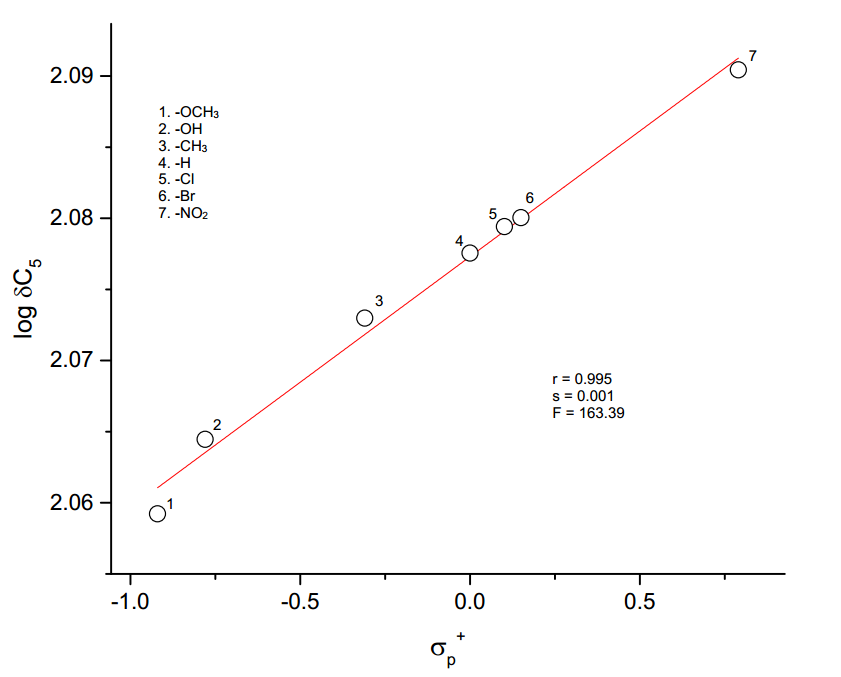 2.09
2.08
2.07
2.06
log δC₅
1. -OCH₃
2. -OH
3. -CH₃
4. -H
5. -Cl
6. -Br
7. -NO₂
1
2
3
4
5
6
7
r = 0.995
s = 0.001
F = 163.39
-1.0
-0.5
0.0
0.5
σₚ⁺